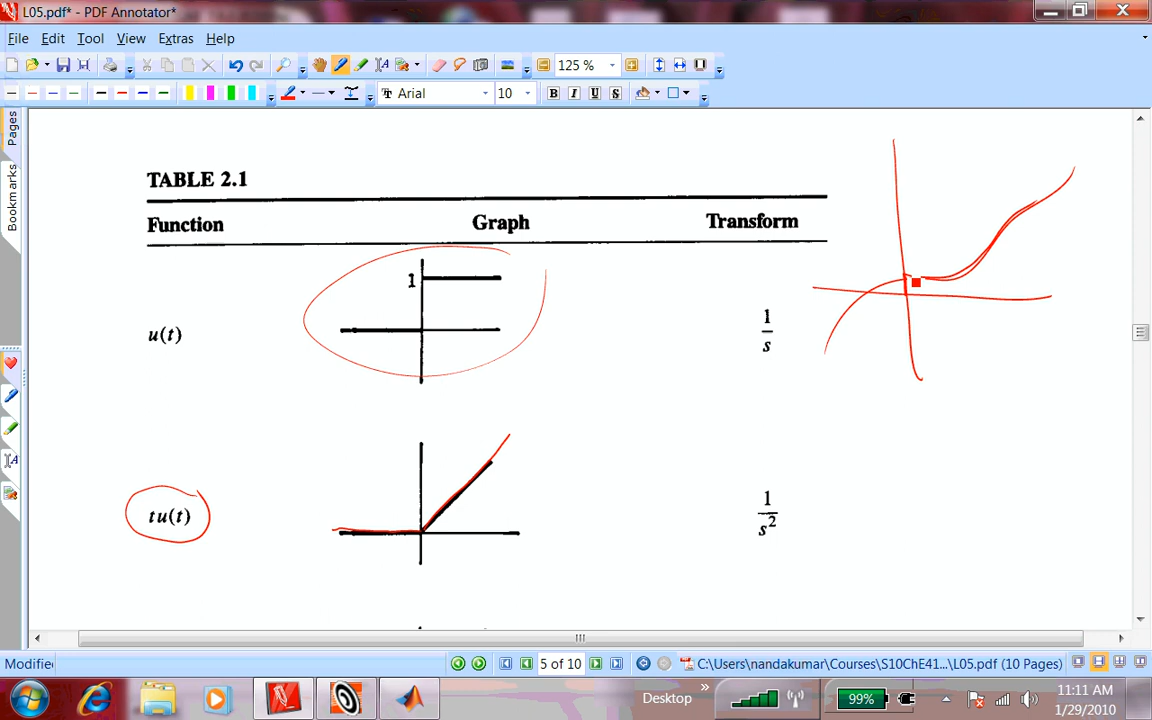 L05.pdf* - PDF Annotator*
File Edit Tool View Extras Help
125 %
Arial 10 B I U S
Pages
Bookmarks
TABLE 2.1
Function Graph Transform
1
u(t) 1/s
tu(t) 1/s²
Modified
5 of 10
C:\Users\nandakumar\Courses\S10ChE41...\L05.pdf (10 Pages)
Desktop »
99%
11:11 AM
1/29/2010